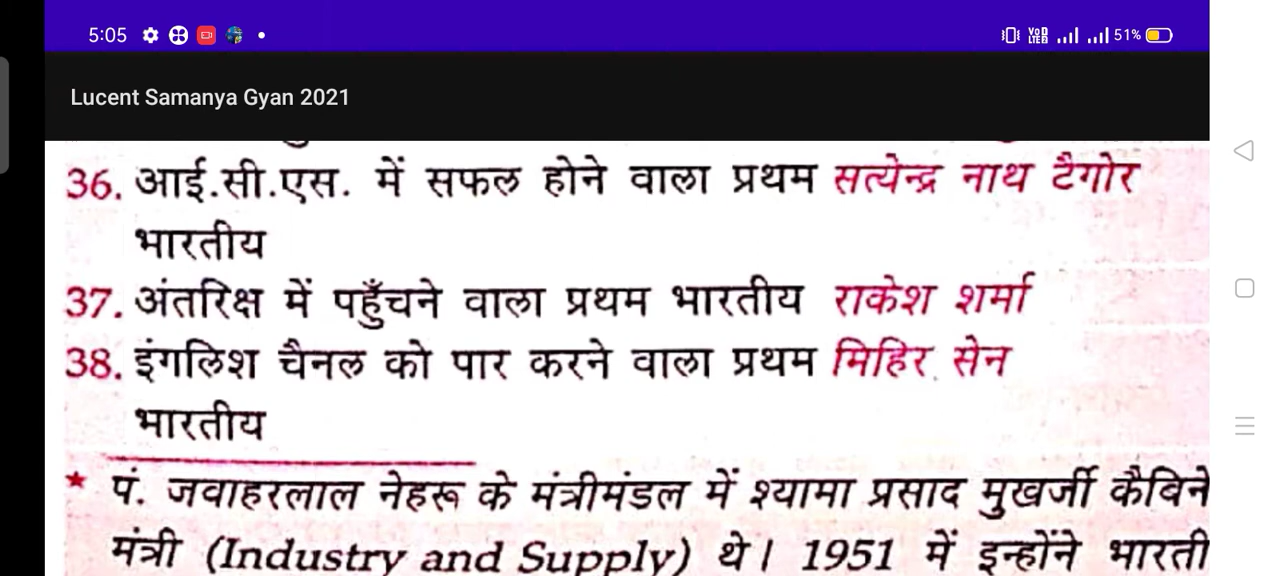 5:05 VoD LTED 51%
Lucent Samanya Gyan 2021
36. आई.सी.एस. में सफल होने वाला प्रथम सत्येन्द्र नाथ टैगोर
भारतीय
37. अंतरिक्ष में पहुँचने वाला प्रथम भारतीय राकेश शर्मा
38. इंगलिश चैनल को पार करने वाला प्रथम मिहिर सेन
भारतीय
★ पं. जवाहरलाल नेहरू के मंत्रीमंडल में श्यामा प्रसाद मुखर्जी कैबिने
मंत्री (Industry and Supply) थे। 1951 में इन्होंने भारती